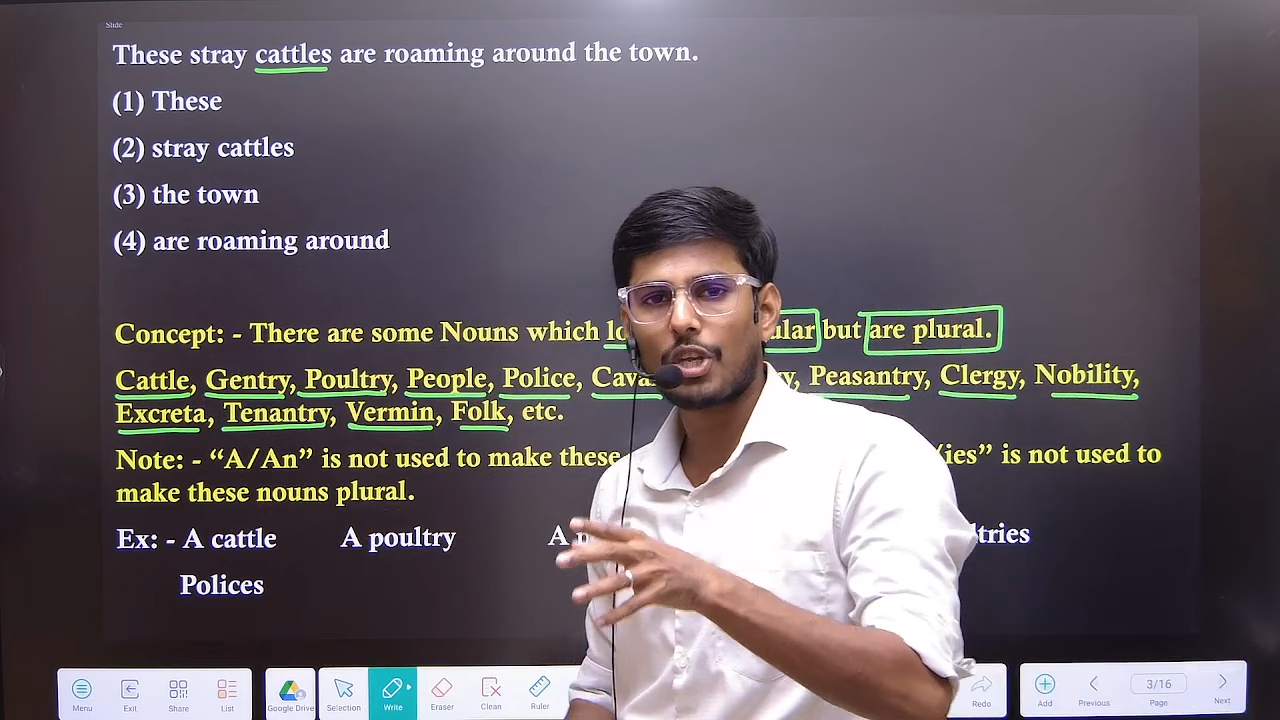 Slide
These stray cattles are roaming around the town.
(1) These
(2) stray cattles
(3) the town
(4) are roaming around
Concept: - There are some Nouns which but are plural.
Cattle, Gentry, Poultry, People, Police, Peasantry, Clergy, Nobility,
Excreta, Tenantry, Vermin, Folk, etc.
Note: - “A/An” is not used to make these ies” is not used to
make these nouns plural.
Ex: - A cattle A poultry A
Polices
Menu Exit Share List Google Drive Selection Write Eraser Clean Ruler Redo Add Previous 3/16 Page Next